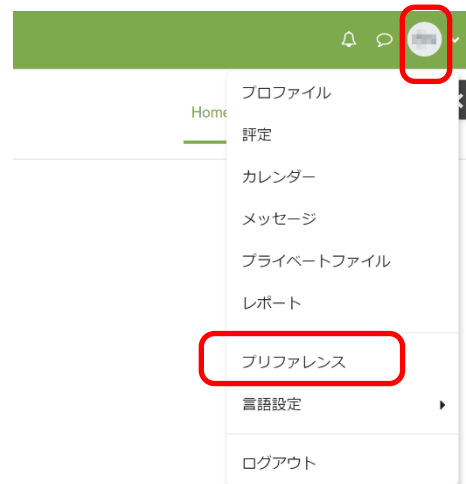 Home
プロファイル
評定
カレンダー
メッセージ
プライベートファイル
レポート
プリファレンス
言語設定
ログアウト